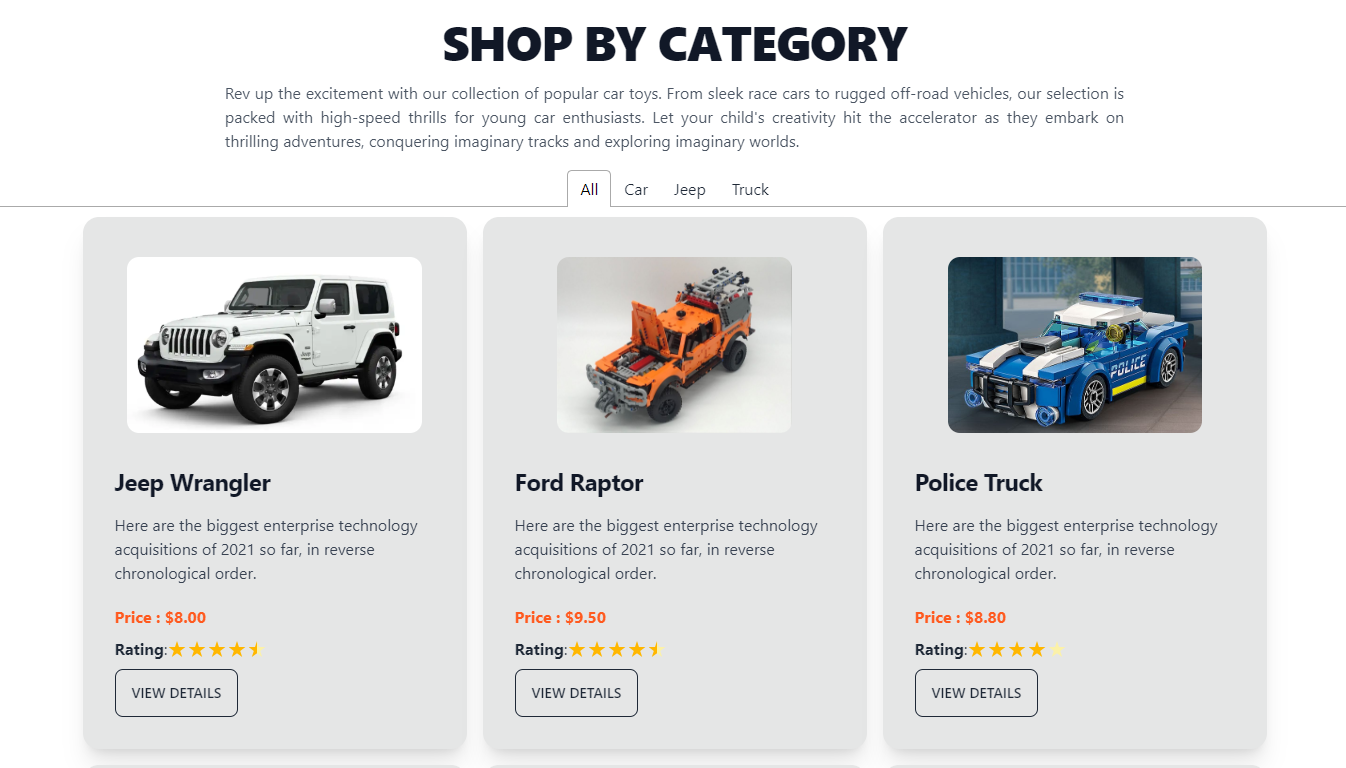 SHOP BY CATEGORY
Rev up the excitement with our collection of popular car toys. From sleek race cars to rugged off-road vehicles, our selection is
packed with high-speed thrills for young car enthusiasts. Let your child's creativity hit the accelerator as they embark on
thrilling adventures, conquering imaginary tracks and exploring imaginary worlds.
All Car Jeep Truck
POLICE
Jeep Wrangler
Here are the biggest enterprise technology
acquisitions of 2021 so far, in reverse
chronological order.
Price : $8.00
Rating:
VIEW DETAILS
Ford Raptor
Here are the biggest enterprise technology
acquisitions of 2021 so far, in reverse
chronological order.
Price : $9.50
Rating:
VIEW DETAILS
Police Truck
Here are the biggest enterprise technology
acquisitions of 2021 so far, in reverse
chronological order.
Price : $8.80
Rating:
VIEW DETAILS